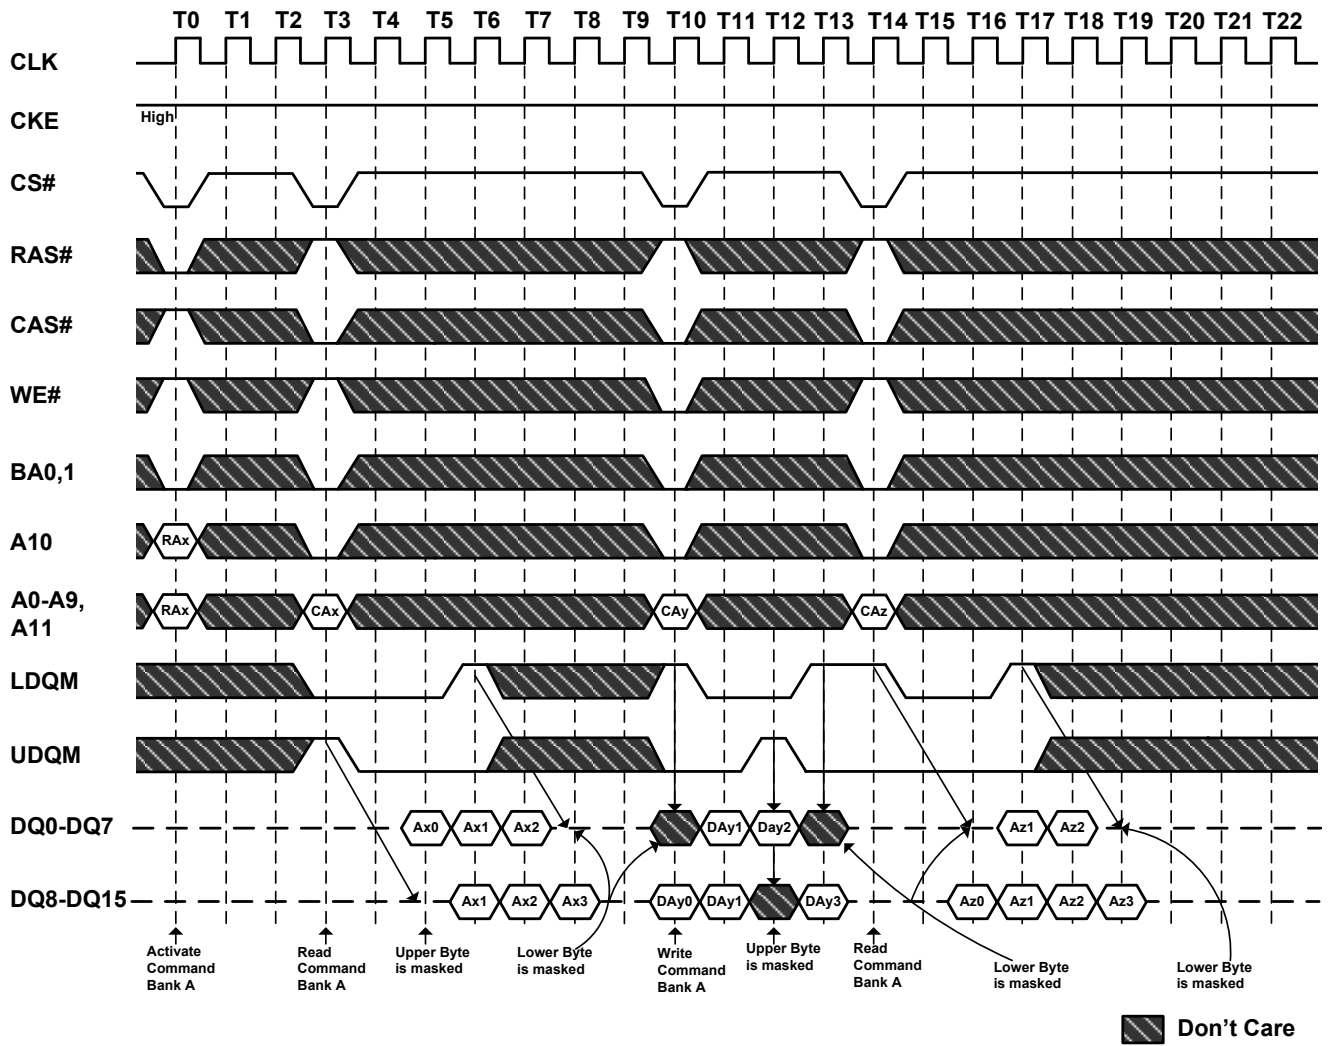 T0 T1 T2 T3 T4 T5 T6 T7 T8 T9 T10 T11 T12 T13 T14 T15 T16 T17 T18 T19 T20 T21 T22
CLK
CKE
High
CS#
RAS#
CAS#
WE#
BA0,1
A10
RAx
A0-A9,
A11
RAx CAx CAy CAz
LDQM
UDQM
DQ0-DQ7
Ax0 Ax1 Ax2 DAy1 Day2 Az1 Az2
DQ8-DQ15
Ax1 Ax2 Ax3 DAy0 DAy1 DAy3 Az0 Az1 Az2 Az3
Activate
Command
Bank A
Read
Command
Bank A
Upper Byte
is masked
Lower Byte
is masked
Write
Command
Bank A
Upper Byte
is masked
Read
Command
Bank A
Lower Byte
is masked
Lower Byte
is masked
Don't Care